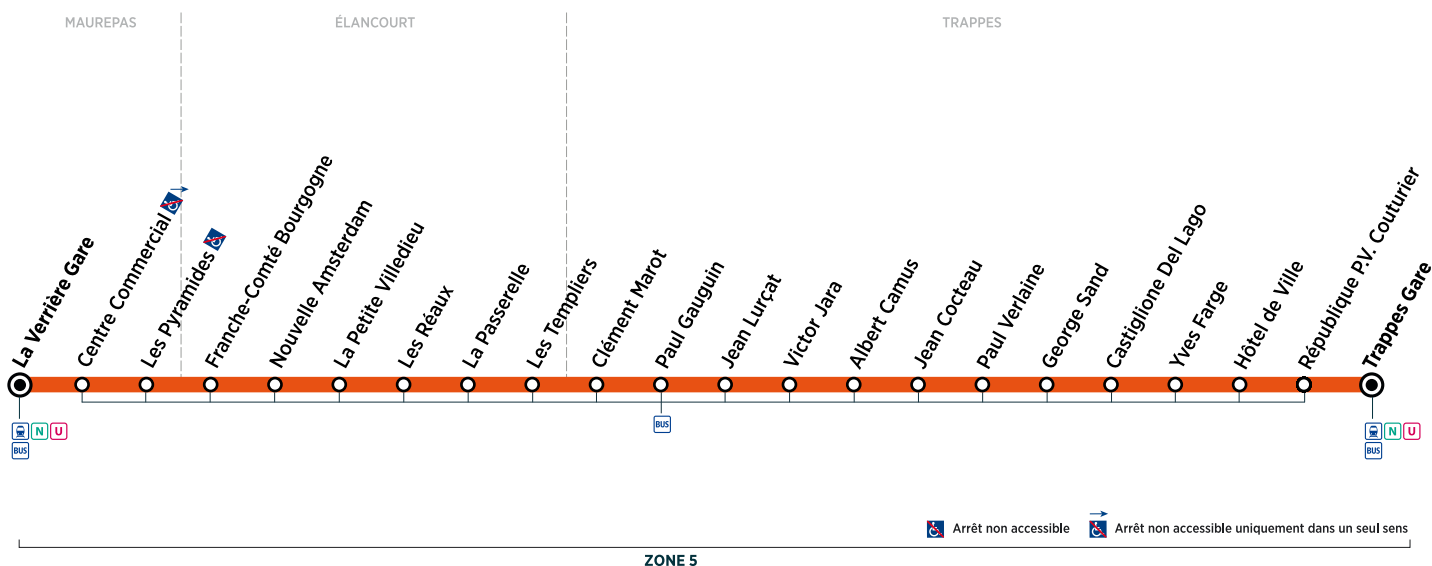 MAUREPAS
ÉLANCOURT
TRAPPES
La Verrière Gare
Centre Commercial
Les Pyramides
Franche-Comté Bourgogne
Nouvelle Amsterdam
La Petite Villedieu
Les Réaux
La Passerelle
Les Templiers
Clément Marot
Paul Gauguin
Jean Lurçat
Victor Jara
Albert Camus
Jean Cocteau
Paul Verlaine
George Sand
Castiglione Del Lago
Yves Farge
Hôtel de Ville
République P.V. Couturier
Trappes Gare
N U
BUS
BUS
N U
BUS
Arrêt non accessible
Arrêt non accessible uniquement dans un seul sens
ZONE 5